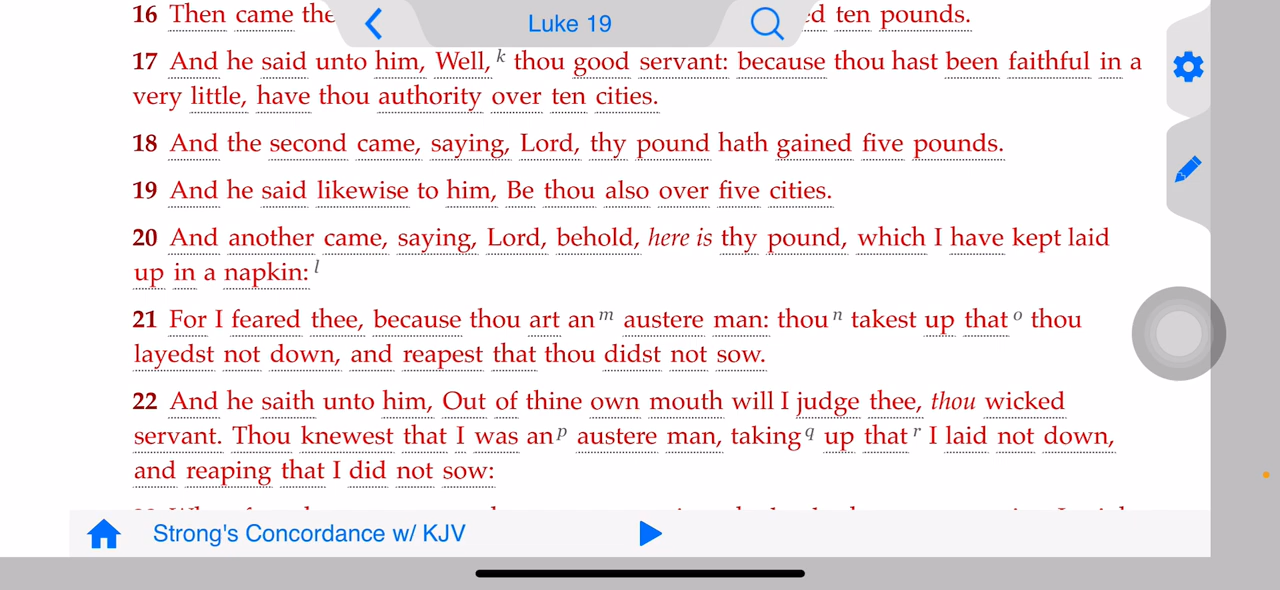 16 Then came the
Luke 19
ten pounds.
17 And he said unto him, Well, k thou good servant: because thou hast been faithful in a
very little, have thou authority over ten cities.
18 And the second came, saying, Lord, thy pound hath gained five pounds.
19 And he said likewise to him, Be thou also over five cities.
20 And another came, saying, Lord, behold, here is thy pound, which I have kept laid
up in a napkin: l
21 For I feared thee, because thou art an m austere man: thou n takest up that o thou
layedst not down, and reapest that thou didst not sow.
22 And he saith unto him, Out of thine own mouth will I judge thee, thou wicked
servant. Thou knewest that I was an p austere man, taking q up that r I laid not down,
and reaping that I did not sow:
Strong's Concordance w/ KJV